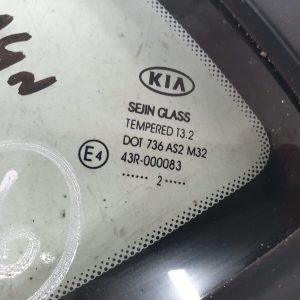 KIA
SEJIN GLASS
TEMPERED T3.2
DOT 736 AS2 M32
E4 43R-000083
...... 2 .....